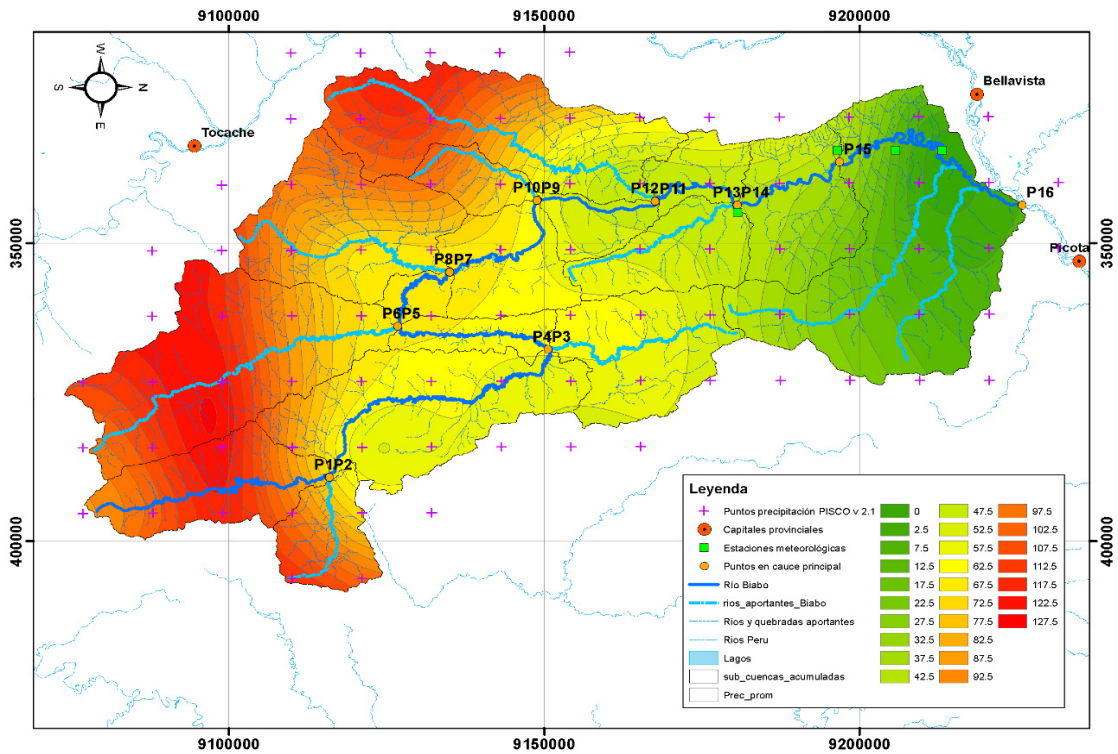 9100000
9150000
9200000
W
S
N
E
Bellavista
Tocache
P15
P10P9
P12P11
P13P14
P16
350000
350000
Picota
P8P7
P6P5
P4P3
P1P2
400000
400000
Leyenda
Puntos precipitación PISCO v 2.1
Capitales provinciales
Estaciones meteorológicas
Puntos en cauce principal
Río Biabo
rios_aportantes_Biabo
Rios y quebradas aportantes
Rios Peru
Lagos
sub_cuencas_acumuladas
Prec_prom
0
2.5
7.5
12.5
17.5
22.5
27.5
32.5
37.5
42.5
47.5
52.5
57.5
62.5
67.5
72.5
77.5
82.5
87.5
92.5
97.5
102.5
107.5
112.5
117.5
122.5
127.5
9100000
9150000
9200000